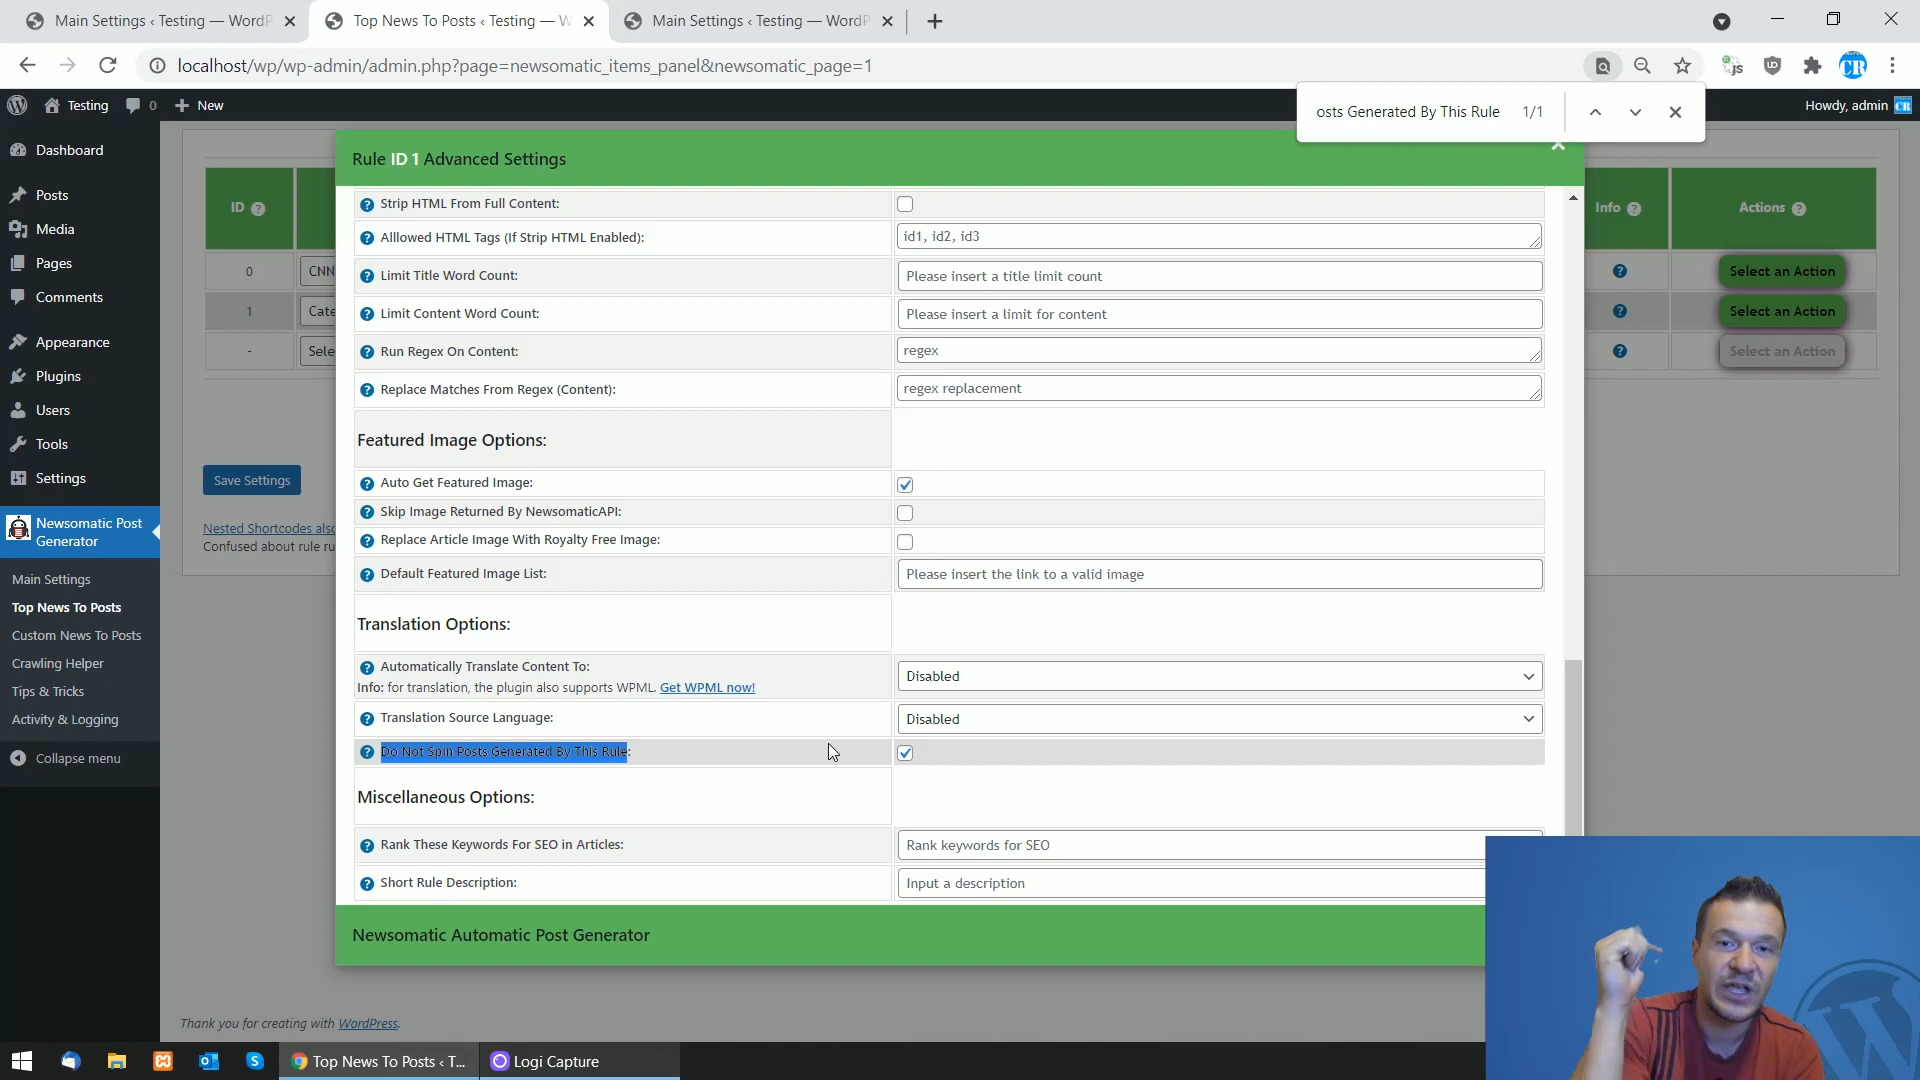 Main Settings ‹ Testing — WordP
Top News To Posts ‹ Testing — W
Main Settings ‹ Testing — WordP
localhost/wp/wp-admin/admin.php?page=newsomatic_items_panel&newsomatic_page=1
osts Generated By This Rule 1/1
Testing 0 New
Howdy, admin
Dashboard
Posts
Media
Pages
Comments
Appearance
Plugins
Users
Tools
Settings
Newsomatic Post
Generator
Main Settings
Top News To Posts
Custom News To Posts
Crawling Helper
Tips & Tricks
Activity & Logging
Collapse menu
ID
0 CNN
1 Cate
- Sele
Save Settings
Nested Shortcodes also
Confused about rule ru
Info Actions
Select an Action
Select an Action
Select an Action
Rule ID 1 Advanced Settings
Strip HTML From Full Content:
Alllowed HTML Tags (If Strip HTML Enabled): id1, id2, id3
Limit Title Word Count: Please insert a title limit count
Limit Content Word Count: Please insert a limit for content
Run Regex On Content: regex
Replace Matches From Regex (Content): regex replacement
Featured Image Options:
Auto Get Featured Image:
Skip Image Returned By NewsomaticAPI:
Replace Article Image With Royalty Free Image:
Default Featured Image List: Please insert the link to a valid image
Translation Options:
Automatically Translate Content To: Disabled
Info: for translation, the plugin also supports WPML. Get WPML now!
Translation Source Language: Disabled
Do Not Spin Posts Generated By This Rule:
Miscellaneous Options:
Rank These Keywords For SEO in Articles: Rank keywords for SEO
Short Rule Description: Input a description
Newsomatic Automatic Post Generator
Thank you for creating with WordPress.
Top News To Posts ‹ T...
Logi Capture